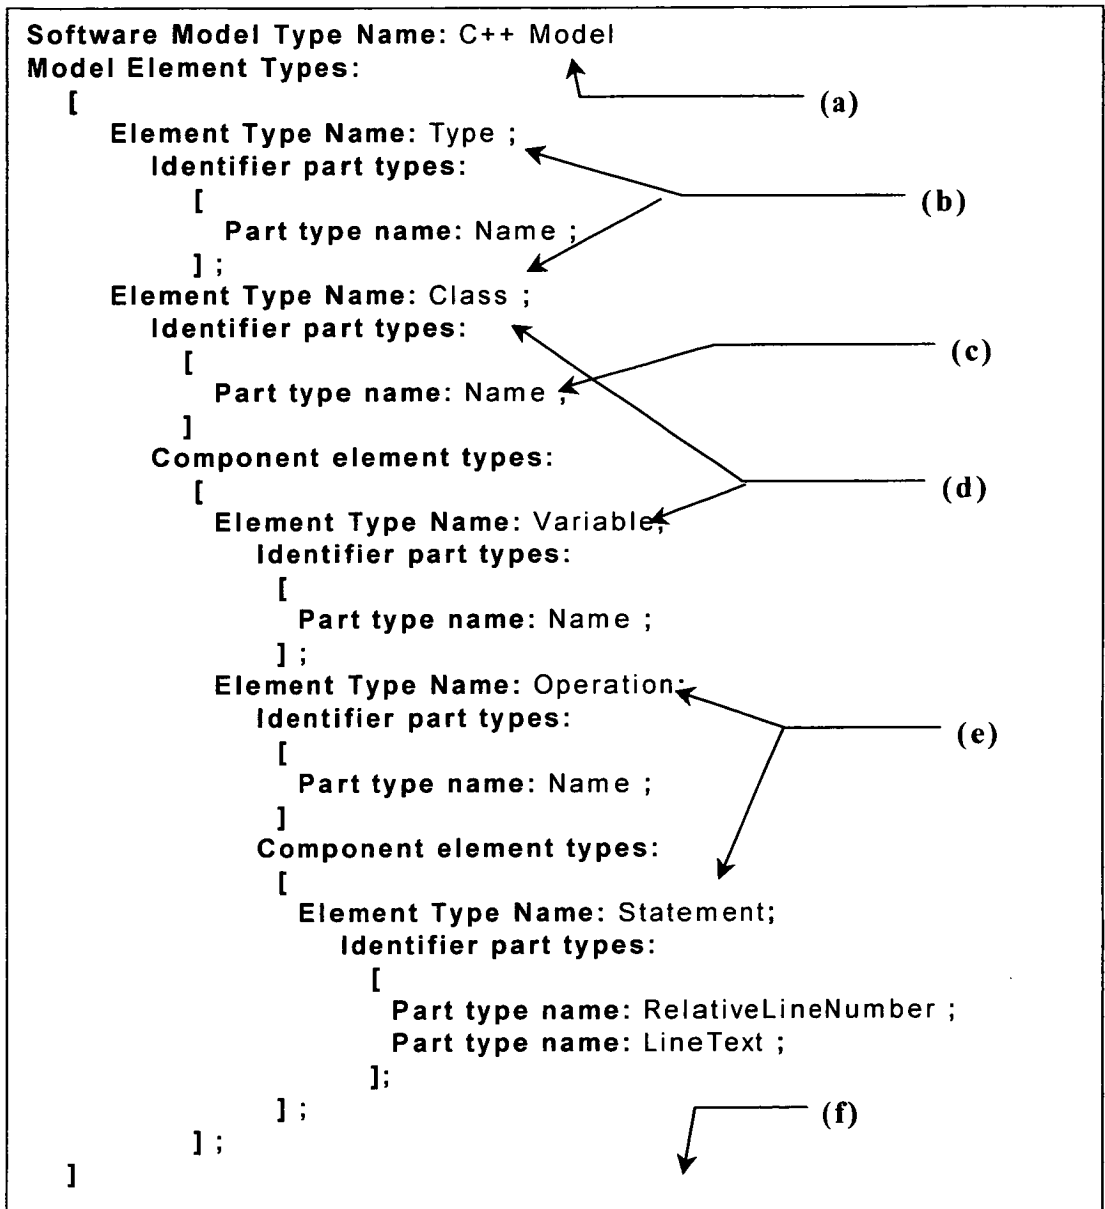 Software Model Type Name: C++ Model
Model Element Types:
[
(a)
Element Type Name: Type ;
Identifier part types:
[
(b)
Part type name: Name ;
] ;
Element Type Name: Class ;
Identifier part types:
[
(c)
Part type name: Name ;
]
Component element types:
[
(d)
Element Type Name: Variable;
Identifier part types:
[
Part type name: Name ;
] ;
Element Type Name: Operation;
Identifier part types:
[
(e)
Part type name: Name ;
]
Component element types:
[
Element Type Name: Statement;
Identifier part types:
[
Part type name: RelativeLineNumber ;
Part type name: LineText ;
];
] ;
(f)
] ;
]